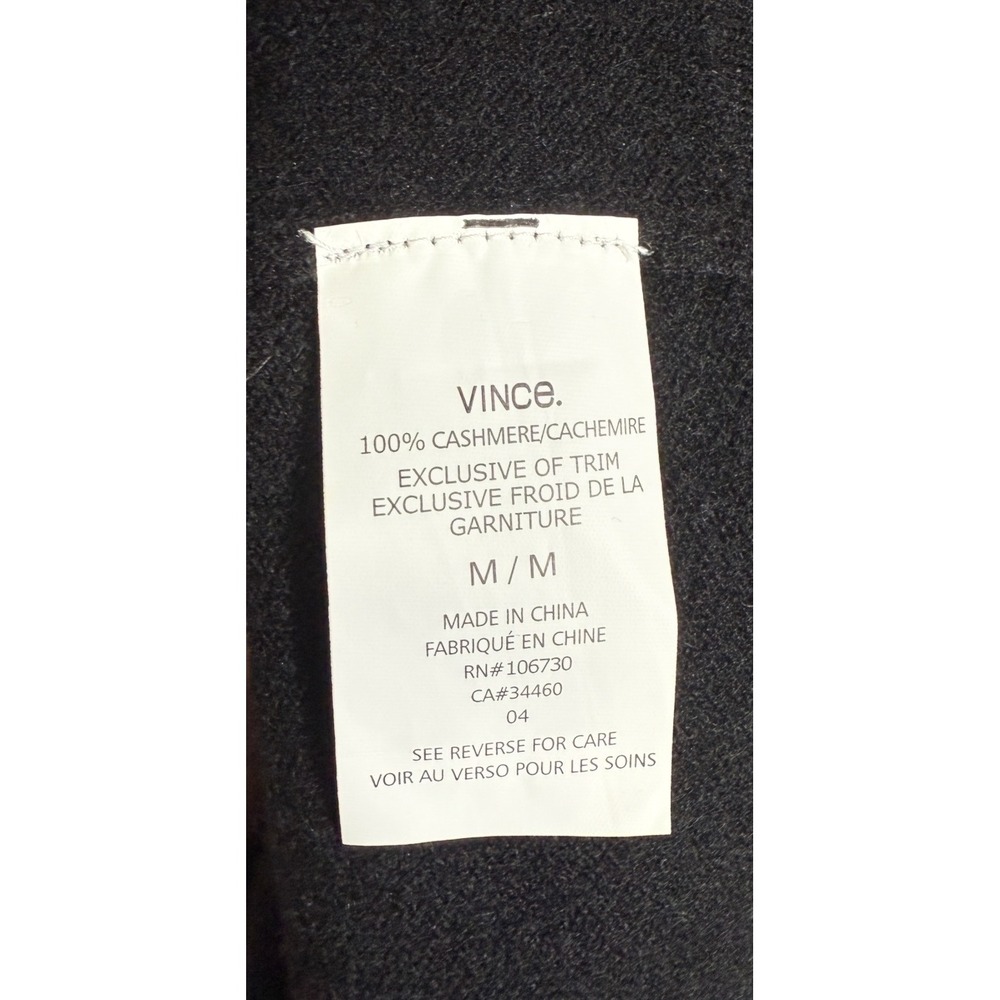 VINCe.
100% CASHMERE/CACHEMIRE
EXCLUSIVE OF TRIM
EXCLUSIVE FROID DE LA
GARNITURE
M / M
MADE IN CHINA
FABRIQUÉ EN CHINE
RN#106730
CA#34460
04
SEE REVERSE FOR CARE
VOIR AU VERSO POUR LES SOINS